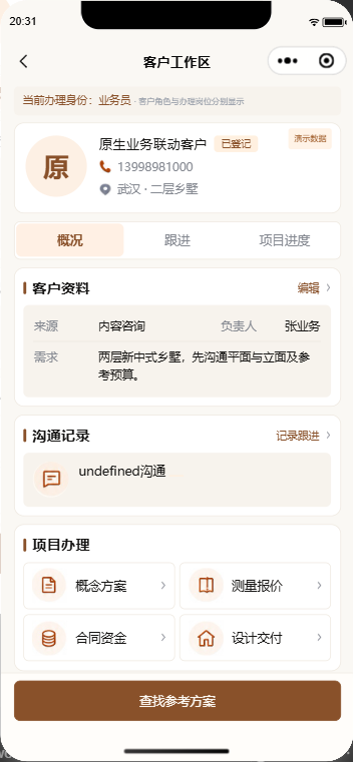 20:31
客户工作区
当前办理身份：业务员 · 客户角色与办理岗位分别显示
原
原生业务联动客户 已登记 演示数据
13998981000
武汉 · 二层乡墅
概况 跟进 项目进度
客户资料 编辑
来源 内容咨询 负责人 张业务
需求 两层新中式乡墅，先沟通平面与立面及参
考预算。
沟通记录 记录跟进
undefined沟通
项目办理
概念方案 测量报价
合同资金 设计交付
查找参考方案